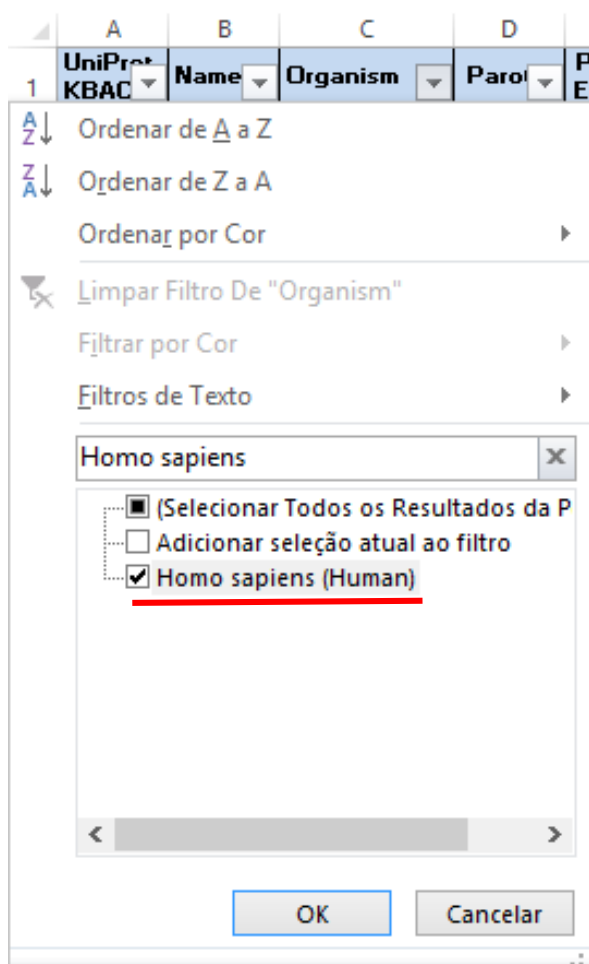 A B C D
UniProt
KBAC Name Organism Parot P
1 E
Ordenar de A a Z
Ordenar de Z a A
Ordenar por Cor
Limpar Filtro De "Organism"
Filtrar por Cor
Filtros de Texto
Homo sapiens
(Selecionar Todos os Resultados da P
Adicionar seleção atual ao filtro
Homo sapiens (Human)
OK Cancelar